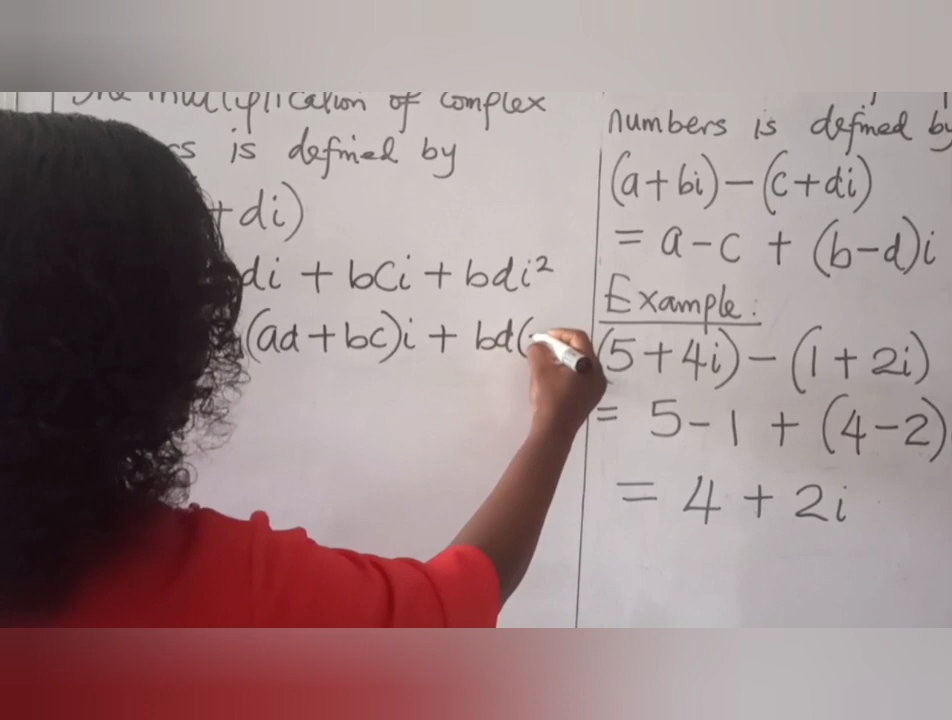 The multiplication of complex
is defined by
+di)
di + bci + bdi²
(ad+bc)i + bd(
numbers is defined by
(a+bi)-(c+di)
= a-c + (b-d)i
Example:
(5+4i)-(1+2i)
= 5-1 + (4-2)
= 4 + 2i